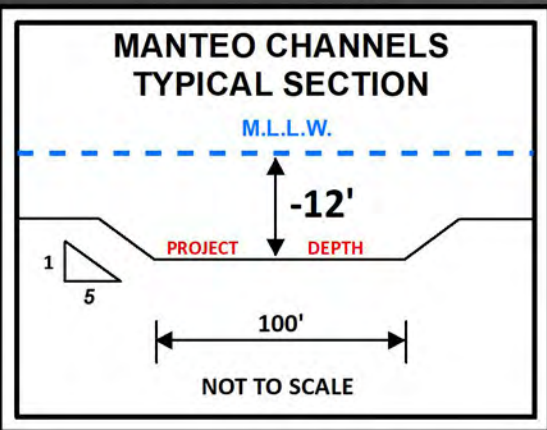 MANTEO CHANNELS
TYPICAL SECTION
M.L.L.W.
-12'
PROJECT DEPTH
1
5
100'
NOT TO SCALE